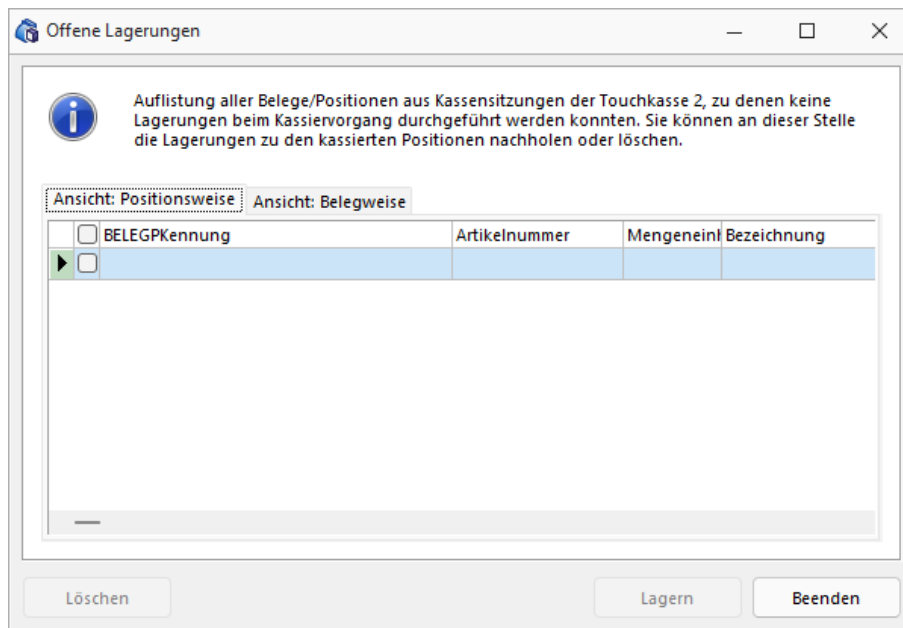 Offene Lagerungen
Auflistung aller Belege/Positionen aus Kassensitzungen der Touchkasse 2, zu denen keine
Lagerungen beim Kassiervorgang durchgeführt werden konnten. Sie können an dieser Stelle
die Lagerungen zu den kassierten Positionen nachholen oder löschen.
Ansicht: Positionsweise Ansicht: Belegweise
BELEGPKennung Artikelnummer Mengeneinh Bezeichnung
Löschen Lagern Beenden